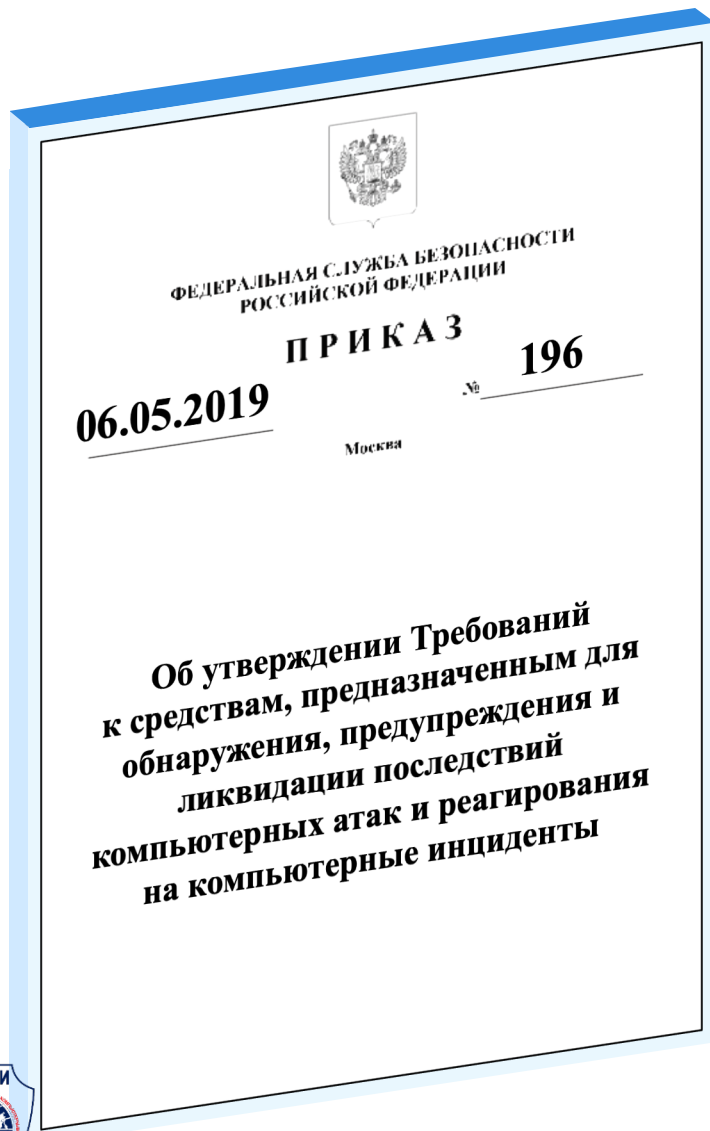 ФЕДЕРАЛЬНАЯ СЛУЖБА БЕЗОПАСНОСТИ
РОССИЙСКОЙ ФЕДЕРАЦИИ
ПРИКАЗ
06.05.2019 № 196
Москва
Об утверждении Требований
к средствам, предназначенным для
обнаружения, предупреждения и
ликвидации последствий
компьютерных атак и реагирования
на компьютерные инциденты